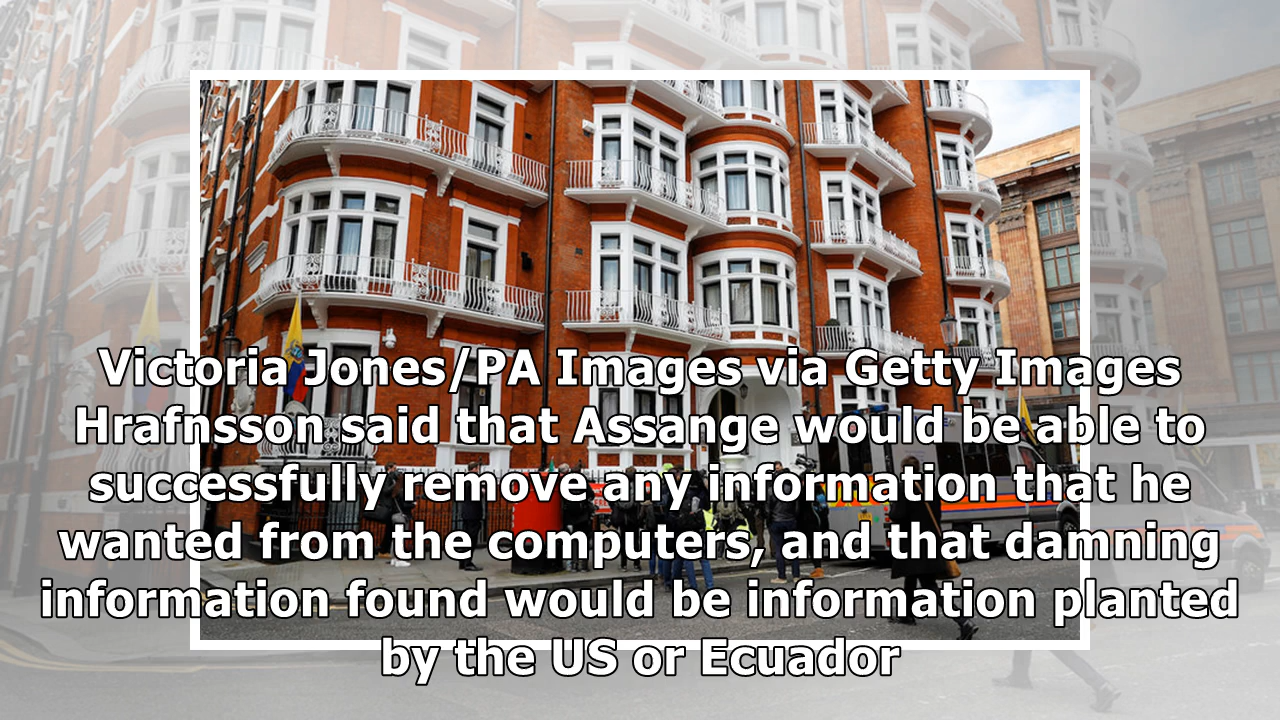 Victoria Jones/PA Images via Getty Images
Hrafnsson said that Assange would be able to
successfully remove any information that he
wanted from the computers, and that damning
information found would be information planted
by the US or Ecuador